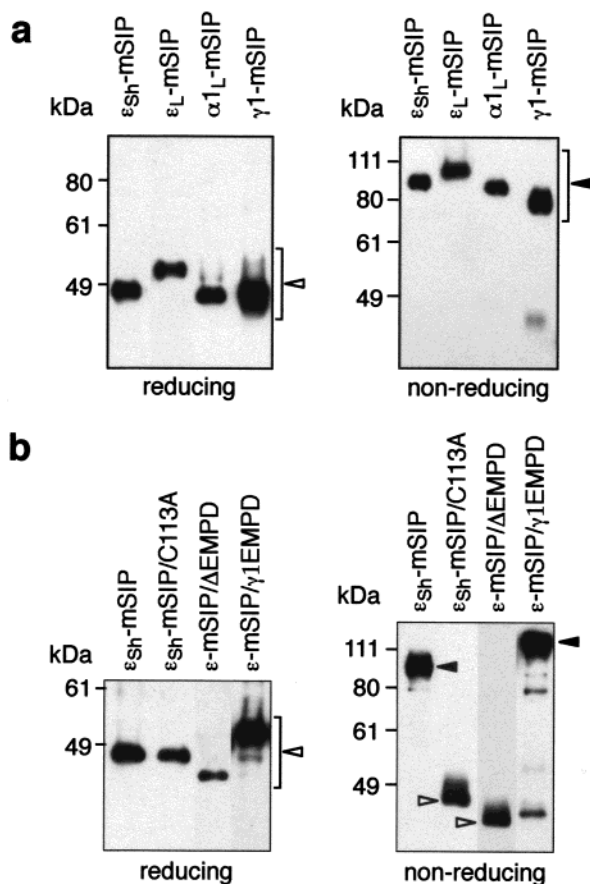 a
kDa
εSh-mSIP
εL-mSIP
α1L-mSIP
γ1-mSIP
80
61
49
reducing
kDa
εSh-mSIP
εL-mSIP
α1L-mSIP
γ1-mSIP
111
80
61
49
non-reducing
b
kDa
εSh-mSIP
εSh-mSIP/C113A
ε-mSIP/ΔEMPD
ε-mSIP/γ1EMPD
61
49
reducing
kDa
εSh-mSIP
εSh-mSIP/C113A
ε-mSIP/ΔEMPD
ε-mSIP/γ1EMPD
111
80
61
49
non-reducing